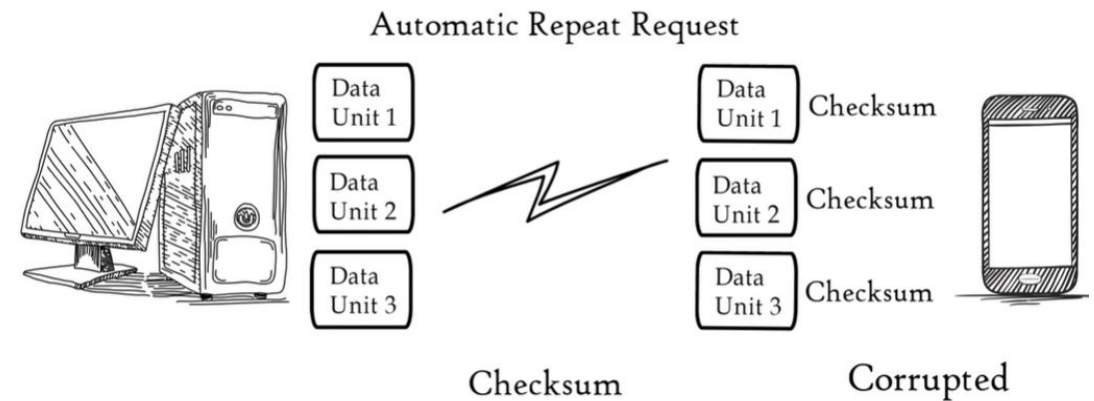 Automatic Repeat Request
Data
Unit 1
Data
Unit 2
Data
Unit 3
Data
Unit 1
Checksum
Data
Unit 2
Checksum
Data
Unit 3
Checksum
Checksum
Corrupted